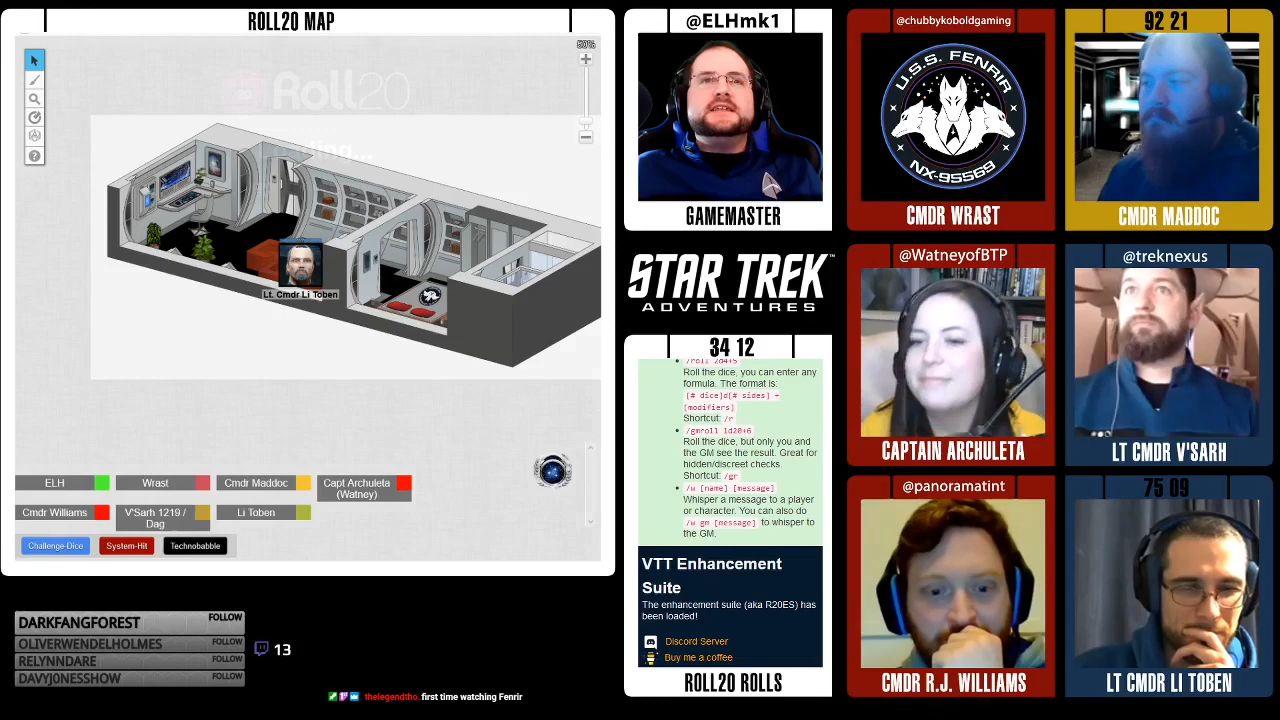 ROLL20 MAP
50%
Roll20
Lt. Cmdr Li Toben
ELH
Wrast
Cmdr Maddoc
Capt Archuleta
(Watney)
Cmdr Williams
V'Sarh 1219 /
Dag
Li Toben
Challenge-Dice
System-Hit
Technobabble
DARKFANGFOREST
FOLLOW
OLIVERWENDELHOLMES
FOLLOW
RELYNNDARE
FOLLOW
DAVYJ0NESSHOW
FOLLOW
13
thelegendtho. first time watching Fenrir
@ELHmk1
GAMEMASTER
STAR TREK™
ADVENTURES
34 12
/roll 2d4+5
Roll the dice, you can enter any
formula. The format is:
[# dice]d[# sides] +
[modifiers]
Shortcut: /r
/gmroll 1d20+6
Roll the dice, but only you and
the GM see the result. Great for
hidden/discreet checks.
Shortcut: /gr
/w [name] [message]
Whisper a message to a player
or character. You can also do
/w gm [message] to whisper to
the GM.
VTT Enhancement
Suite
The enhancement suite (aka R20ES) has
been loaded!
Discord Server
Buy me a coffee
ROLL20 ROLLS
@chubbykoboldgaming
U.S.S. FENRIR
NX-95569
CMDR WRAST
92 21
CMDR MADDOC
@WatneyofBTP
CAPTAIN ARCHULETA
@treknexus
LT CMDR V'SARH
@panoramatint
CMDR R.J. WILLIAMS
75 09
LT CMDR LI TOBEN